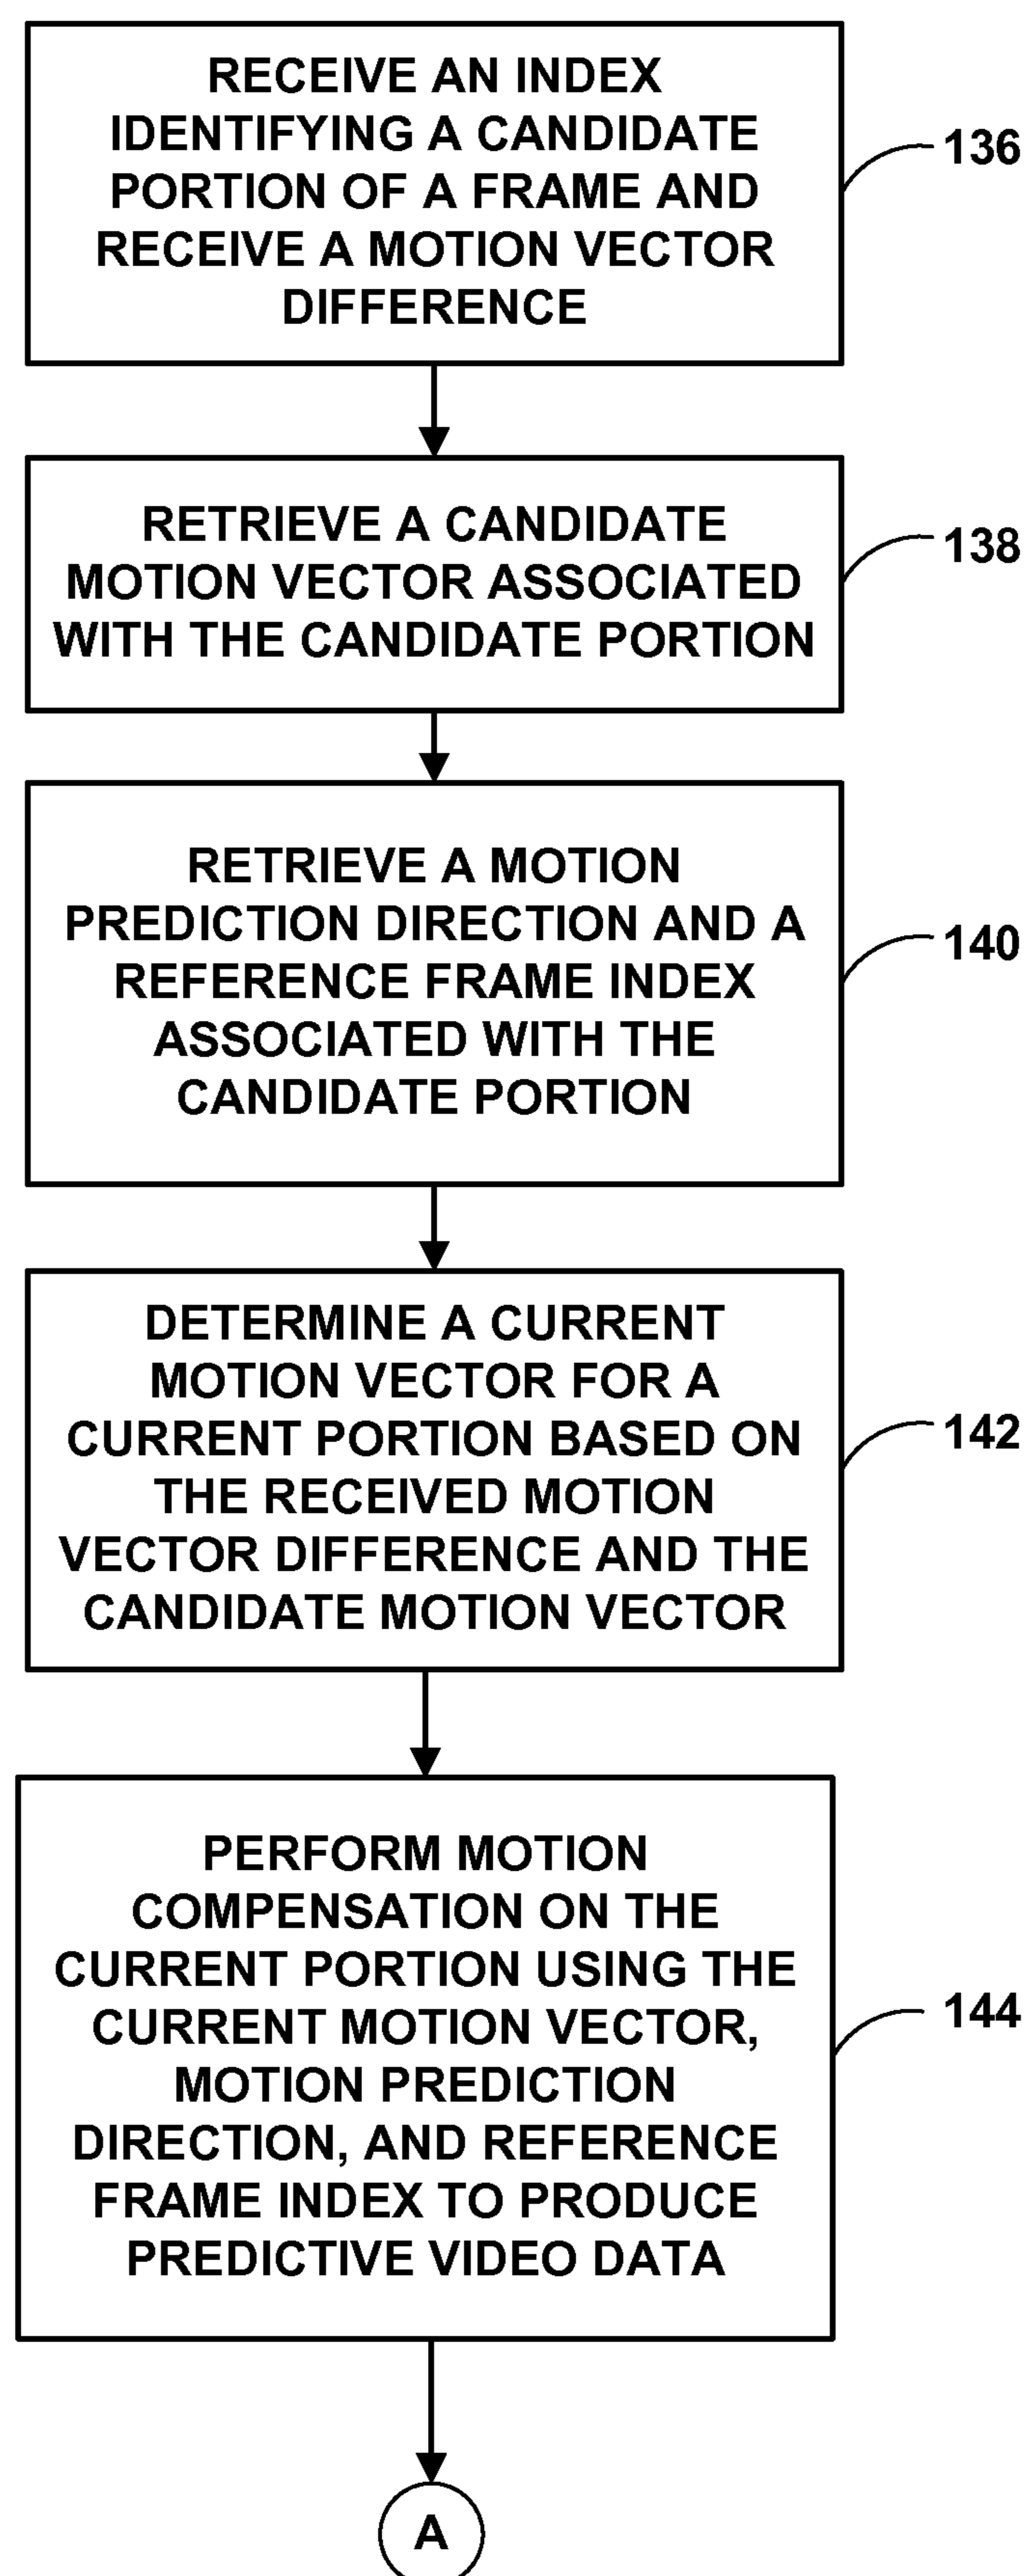 RECEIVE AN INDEX
IDENTIFYING A CANDIDATE
PORTION OF A FRAME AND
RECEIVE A MOTION VECTOR
DIFFERENCE
136
RETRIEVE A CANDIDATE
MOTION VECTOR ASSOCIATED
WITH THE CANDIDATE PORTION
138
RETRIEVE A MOTION
PREDICTION DIRECTION AND A
REFERENCE FRAME INDEX
ASSOCIATED WITH THE
CANDIDATE PORTION
140
DETERMINE A CURRENT
MOTION VECTOR FOR A
CURRENT PORTION BASED ON
THE RECEIVED MOTION
VECTOR DIFFERENCE AND THE
CANDIDATE MOTION VECTOR
142
PERFORM MOTION
COMPENSATION ON THE
CURRENT PORTION USING THE
CURRENT MOTION VECTOR,
MOTION PREDICTION
DIRECTION, AND REFERENCE
FRAME INDEX TO PRODUCE
PREDICTIVE VIDEO DATA
144
A